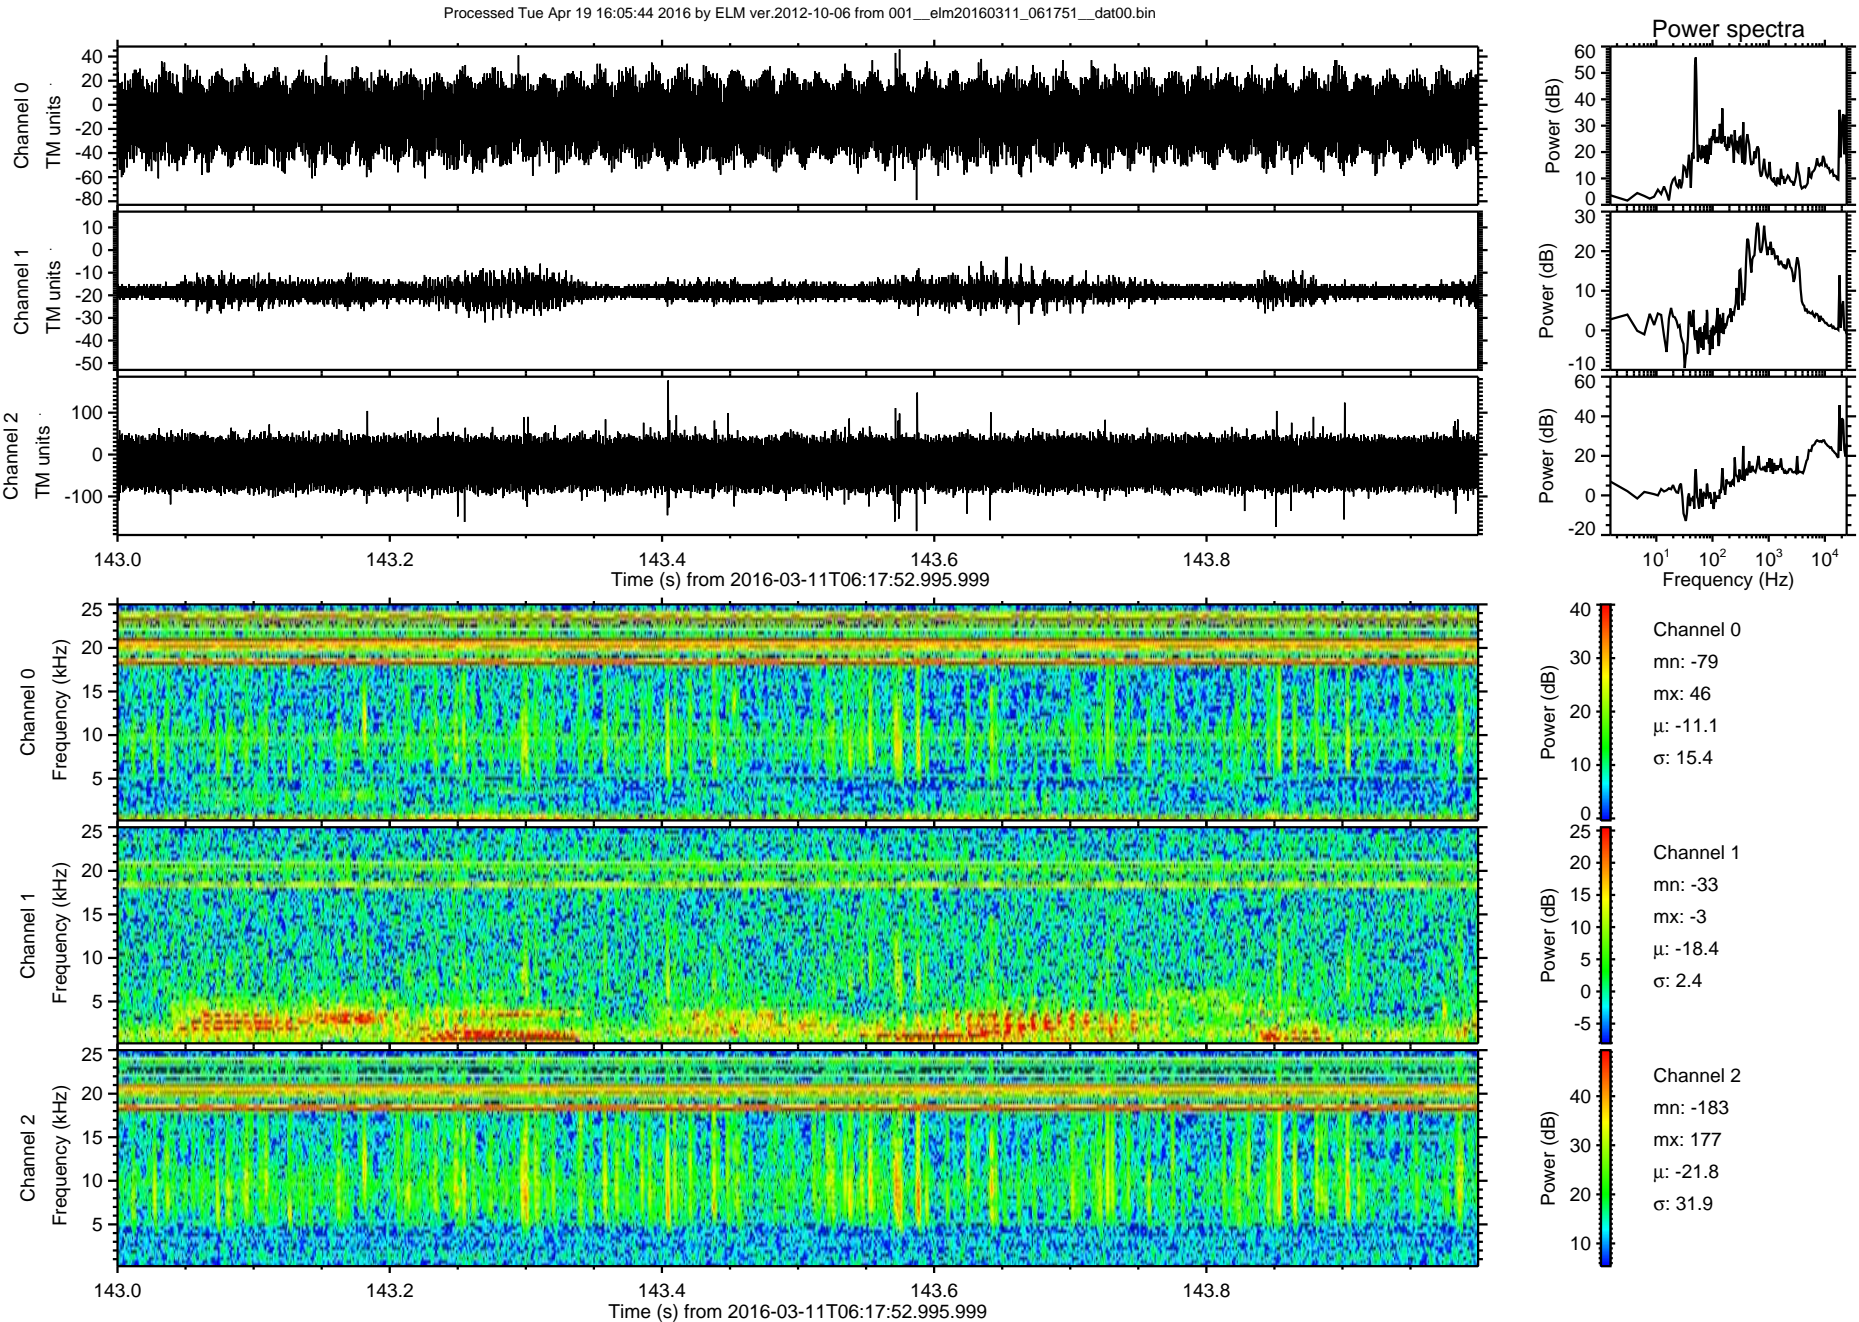 Processed Tue Apr 19 16:05:44 2016 by ELM ver.2012-10-06 from 001__elm20160311_061751__dat00.bin
Power spectra
Channel 0
TM units
40
20
0
-20
-40
-60
-80
Power (dB)
60
50
40
30
20
10
0
Channel 1
TM units
10
0
-10
-20
-30
-40
-50
Power (dB)
30
20
10
0
-10
Channel 2
TM units
100
0
-100
Power (dB)
60
40
20
0
-20
143.0 143.2 143.4 143.6 143.8
Time (s) from 2016-03-11T06:17:52.995.999
10¹ 10² 10³ 10⁴
Frequency (Hz)
Channel 0
Frequency (kHz)
25
20
15
10
5
Power (dB)
40
30
20
10
0
Channel 0
mn: -79
mx: 46
μ: -11.1
σ: 15.4
Channel 1
Frequency (kHz)
25
20
15
10
5
Power (dB)
25
20
15
10
5
0
-5
Channel 1
mn: -33
mx: -3
μ: -18.4
σ: 2.4
Channel 2
Frequency (kHz)
25
20
15
10
5
Power (dB)
40
30
20
10
Channel 2
mn: -183
mx: 177
μ: -21.8
σ: 31.9
143.0 143.2 143.4 143.6 143.8
Time (s) from 2016-03-11T06:17:52.995.999